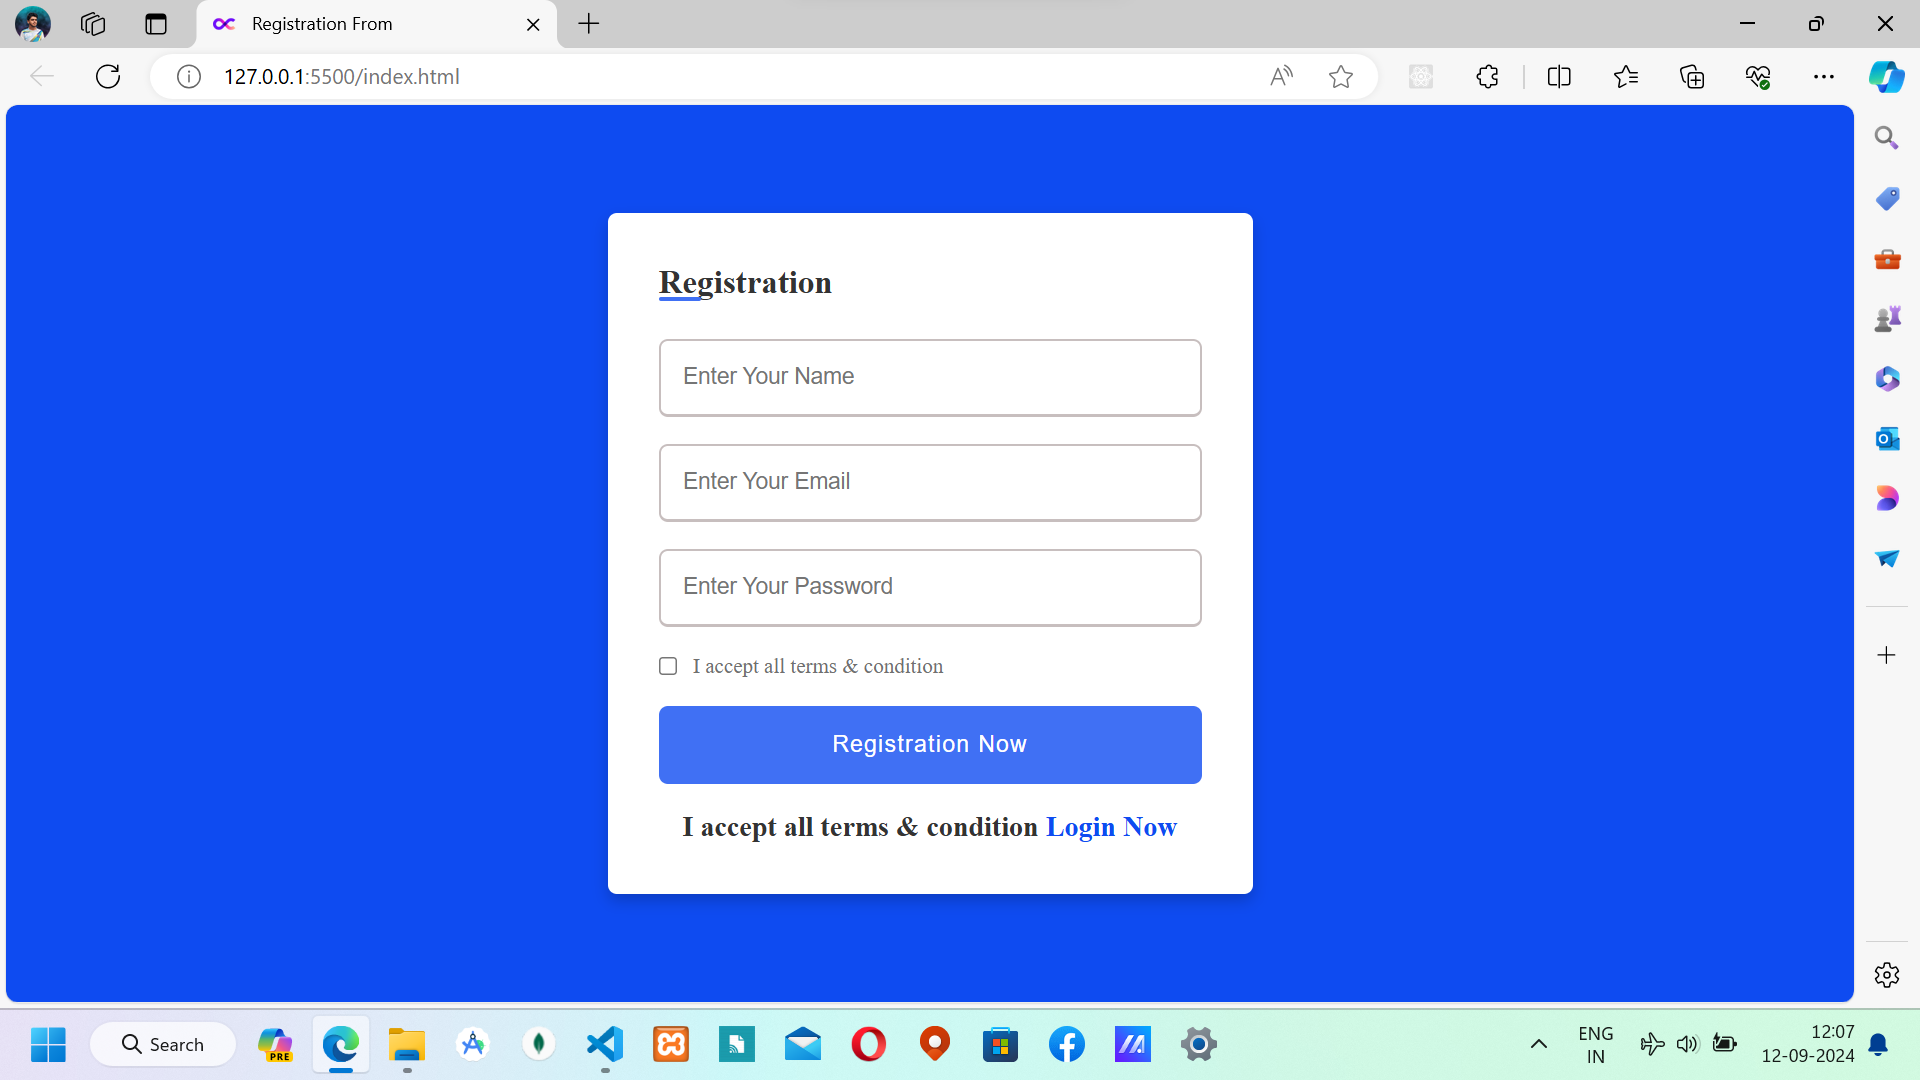 Registration From
127.0.0.1:5500/index.html
Registration
Enter Your Name
Enter Your Email
Enter Your Password
I accept all terms & condition
Registration Now
I accept all terms & condition Login Now
Search
PRE
ENG
IN
12:07
12-09-2024